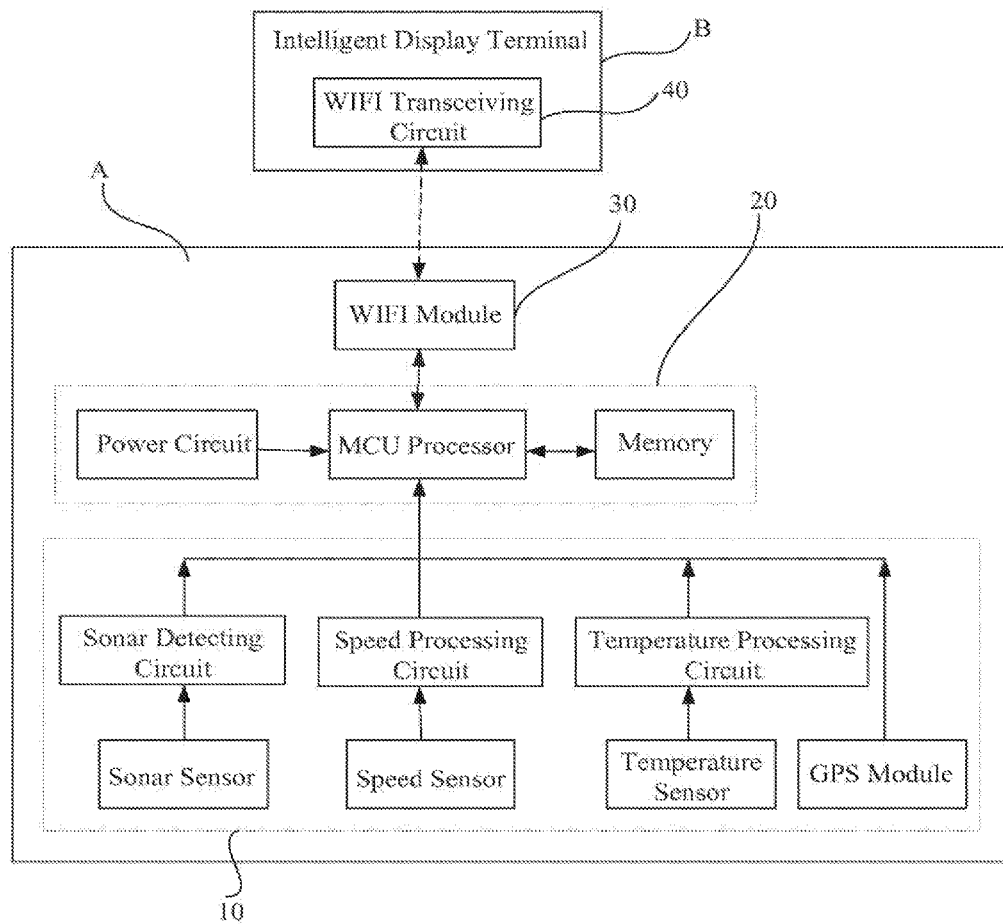 Intelligent Display Terminal
B
WIFI Transceiving
Circuit
40
A
30
20
WIFI Module
Power Circuit
MCU Processor
Memory
Sonar Detecting
Circuit
Speed Processing
Circuit
Temperature Processing
Circuit
Sonar Sensor
Speed Sensor
Temperature
Sensor
GPS Module
10